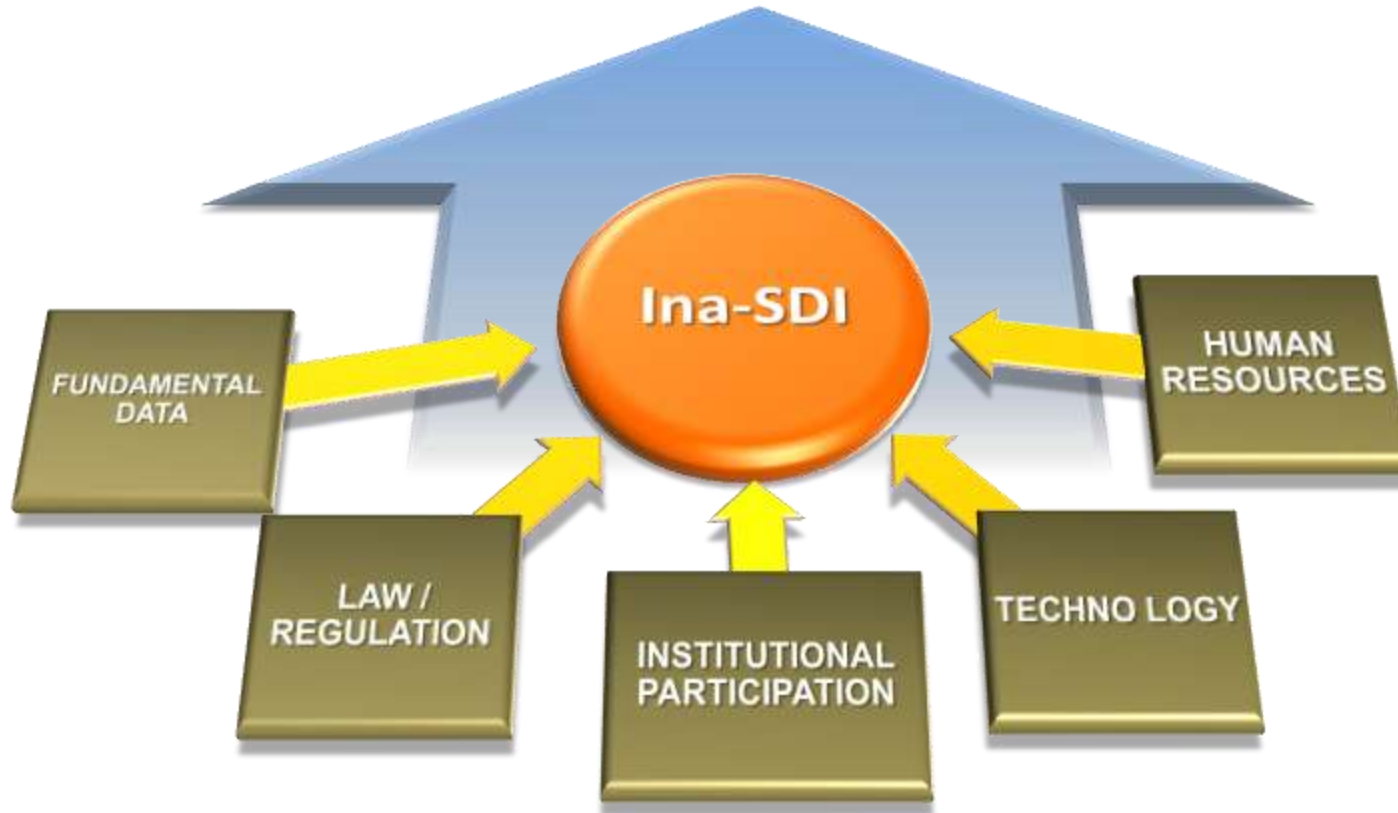 Ina-SDI
FUNDAMENTAL
DATA
LAW /
REGULATION
INSTITUTIONAL
PARTICIPATION
TECHNO LOGY
HUMAN
RESOURCES